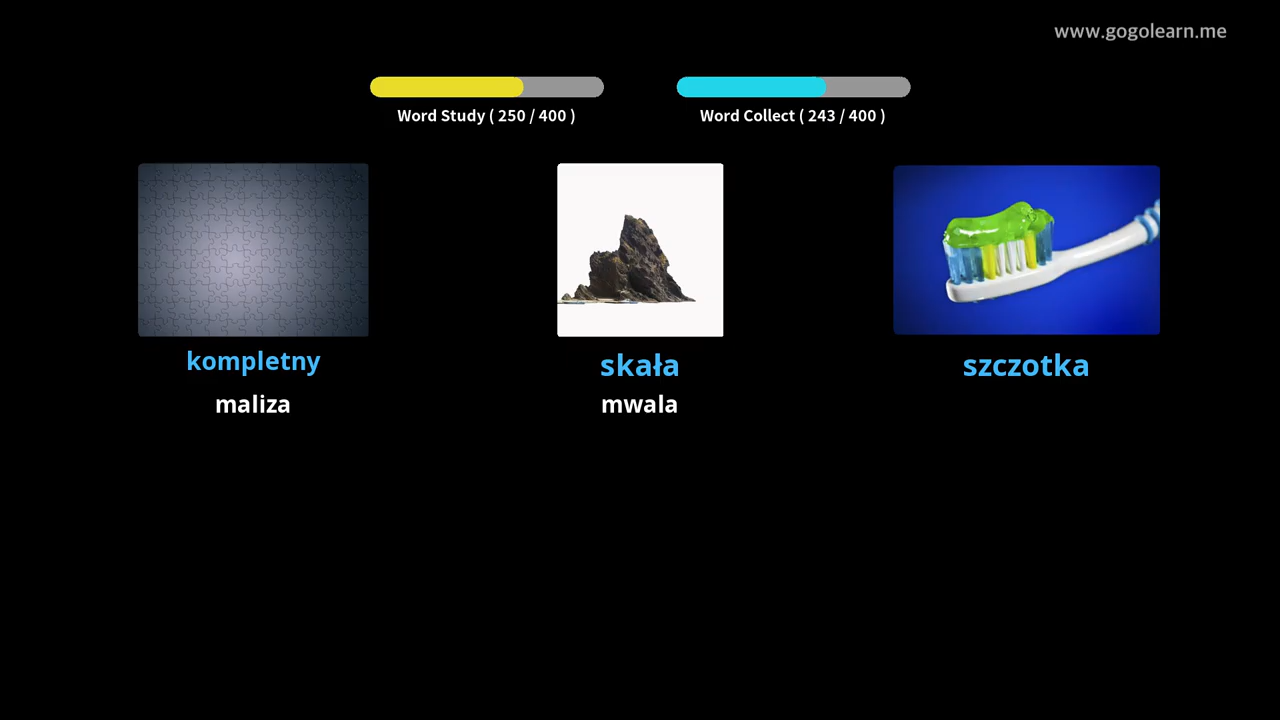 www.gogolearn.me
Word Study ( 250 / 400 )
Word Collect ( 243 / 400 )
kompletny
skała
szczotka
maliza
mwala